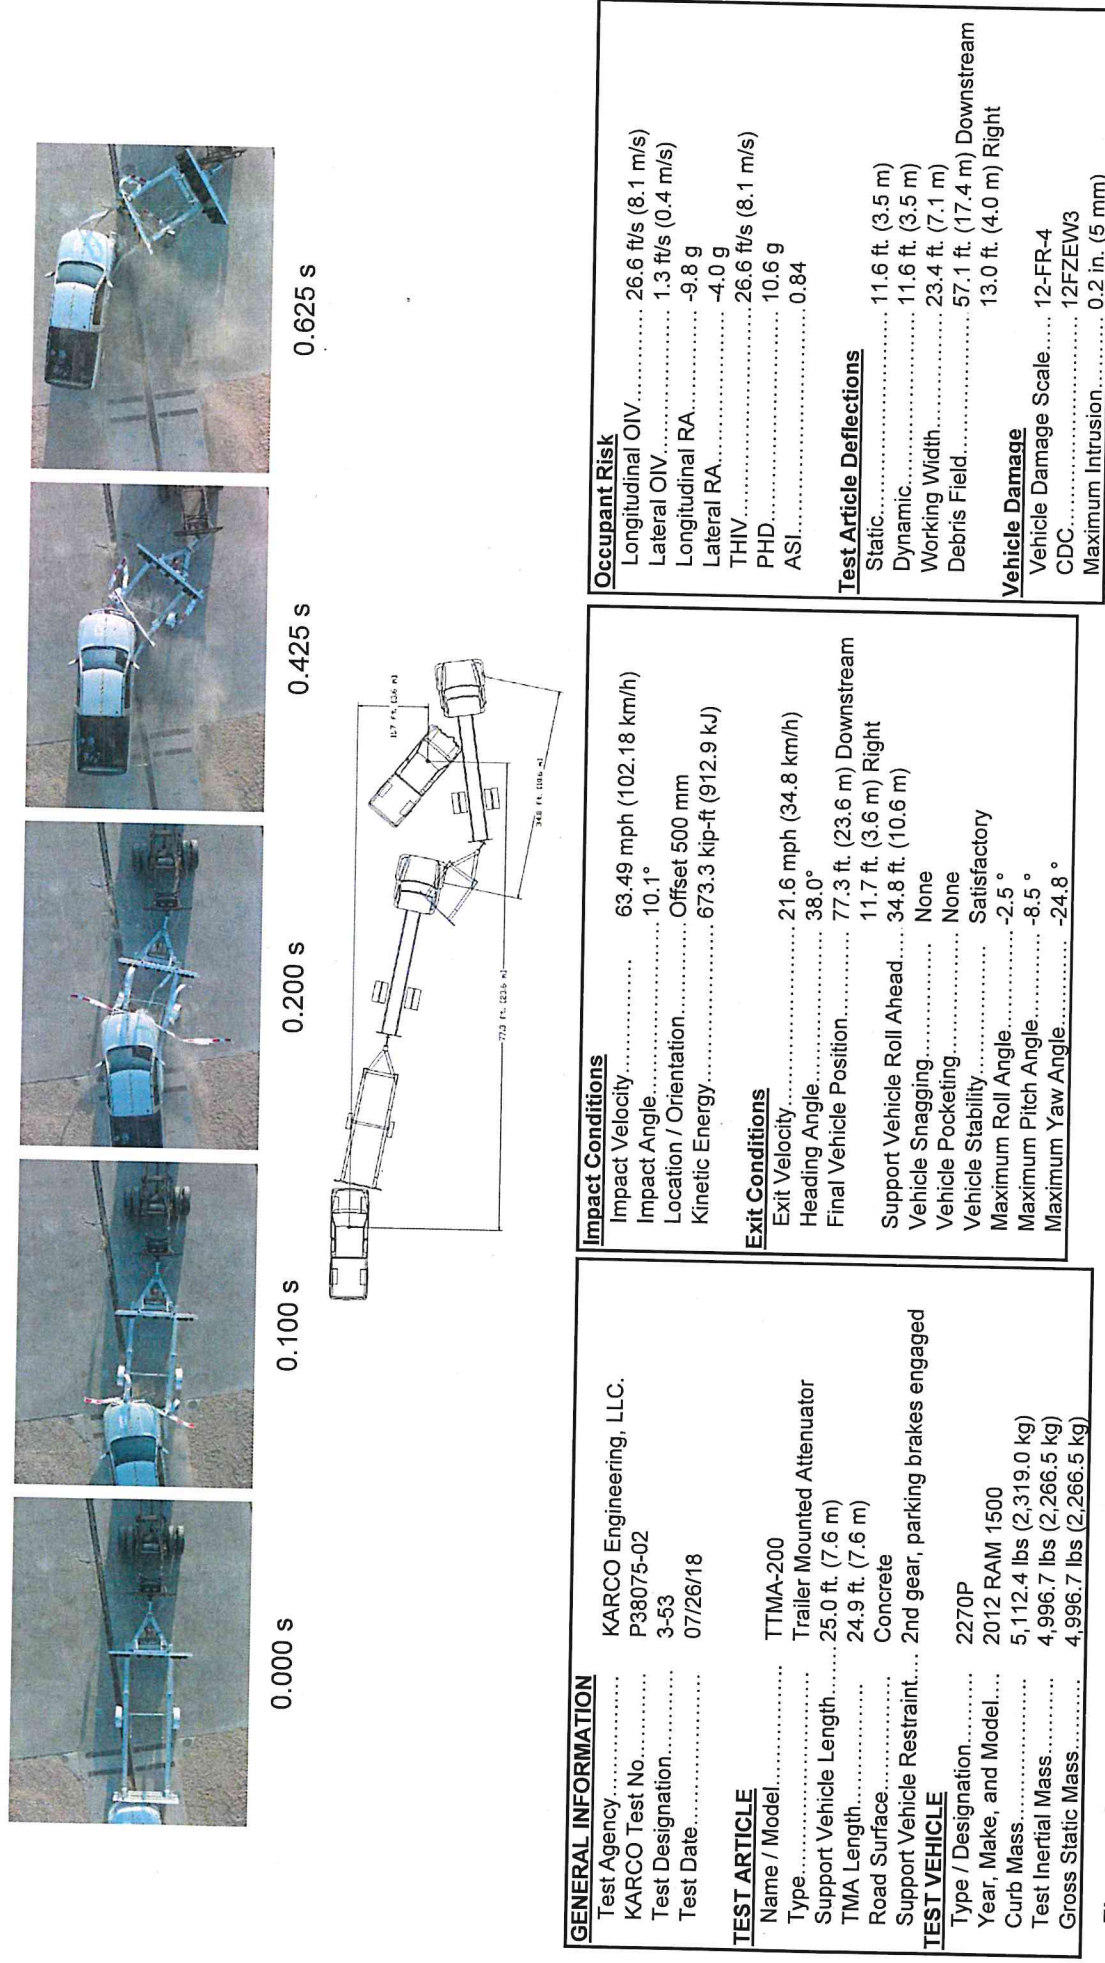 0.000 s
0.100 s
0.200 s
0.425 s
0.625 s
11.7 ft. [3.6 m]
77.3 ft. [23.6 m]
34.8 ft. [10.6 m]
GENERAL INFORMATION
Test Agency................. KARCO Engineering, LLC.
KARCO Test No........... P38075-02
Test Designation........... 3-53
Test Date..................... 07/26/18
TEST ARTICLE
Name / Model............... TTMA-200
Type............................ Trailer Mounted Attenuator
Support Vehicle Length....... 25.0 ft. (7.6 m)
TMA Length................... 24.9 ft. (7.6 m)
Road Surface................ Concrete
Support Vehicle Restraint.... 2nd gear, parking brakes engaged
TEST VEHICLE
Type / Designation......... 2270P
Year, Make, and Model.... 2012 RAM 1500
Curb Mass.................... 5,112.4 lbs (2,319.0 kg)
Test Inertial Mass........... 4,996.7 lbs (2,266.5 kg)
Gross Static Mass.......... 4,996.7 lbs (2,266.5 kg)
Impact Conditions
Impact Velocity............... 63.49 mph (102.18 km/h)
Impact Angle.................. 10.1°
Location / Orientation........... Offset 500 mm
Kinetic Energy..................... 673.3 kip-ft (912.9 kJ)
Exit Conditions
Exit Velocity....................... 21.6 mph (34.8 km/h)
Heading Angle.................... 38.0°
Final Vehicle Position........... 77.3 ft. (23.6 m) Downstream
11.7 ft. (3.6 m) Right
Support Vehicle Roll Ahead.... 34.8 ft. (10.6 m)
Vehicle Snagging............... None
Vehicle Pocketing............... None
Vehicle Stability.................. Satisfactory
Maximum Roll Angle............ -2.5 °
Maximum Pitch Angle........... -8.5 °
Maximum Yaw Angle............ -24.8 °
Occupant Risk
Longitudinal OIV............... 26.6 ft/s (8.1 m/s)
Lateral OIV...................... 1.3 ft/s (0.4 m/s)
Longitudinal RA................ -9.8 g
Lateral RA....................... -4.0 g
THIV............................... 26.6 ft/s (8.1 m/s)
PHD............................... 10.6 g
ASI................................ 0.84
Test Article Deflections
Static.............................. 11.6 ft. (3.5 m)
Dynamic......................... 11.6 ft. (3.5 m)
Working Width................. 23.4 ft. (7.1 m)
Debris Field..................... 57.1 ft. (17.4 m) Downstream
13.0 ft. (4.0 m) Right
Vehicle Damage
Vehicle Damage Scale..... 12-FR-4
CDC.............................. 12FZEW3
Maximum Intrusion.......... 0.2 in. (5 mm)